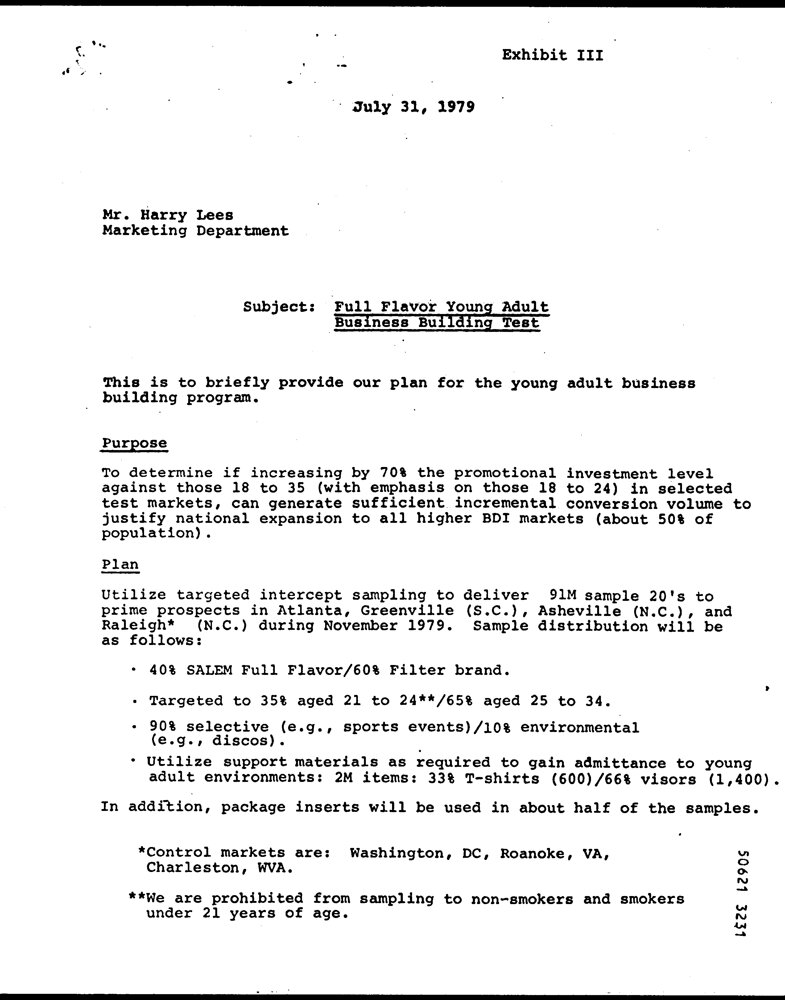 Exhibit III
July 31, 1979
Mr. Harry Lees
Marketing Department
Subject: Full Flavor Young Adult
Business Building Test
This is to briefly provide our plan for the young adult business
building program.
Purpose
To determine if increasing by 70% the promotional investment level
against those 18 to 35 (with emphasis on those 18 to 24) in selected
test markets, can generate sufficient incremental conversion volume to
justify national expansion to all higher BDI markets (about 50% of
population).
Plan
Utilize targeted intercept sampling to deliver 91M sample 20's to
prime prospects in Atlanta, Greenville (S.C.), Asheville (N.C.), and
Raleigh* (N.C.) during November 1979. Sample distribution will be
as follows:
· 40% SALEM Full Flavor/60% Filter brand.
· Targeted to 35% aged 21 to 24**/65% aged 25 to 34.
· 90% selective (e.g., sports events)/10% environmental
(e.g., discos).
· Utilize support materials as required to gain admittance to young
adult environments: 2M items: 33% T-shirts (600)/66% visors (1,400).
In addition, package inserts will be used in about half of the samples.
*Control markets are: Washington, DC, Roanoke, VA,
Charleston, WVA.
**We are prohibited from sampling to non-smokers and smokers
under 21 years of age.
50621 3231